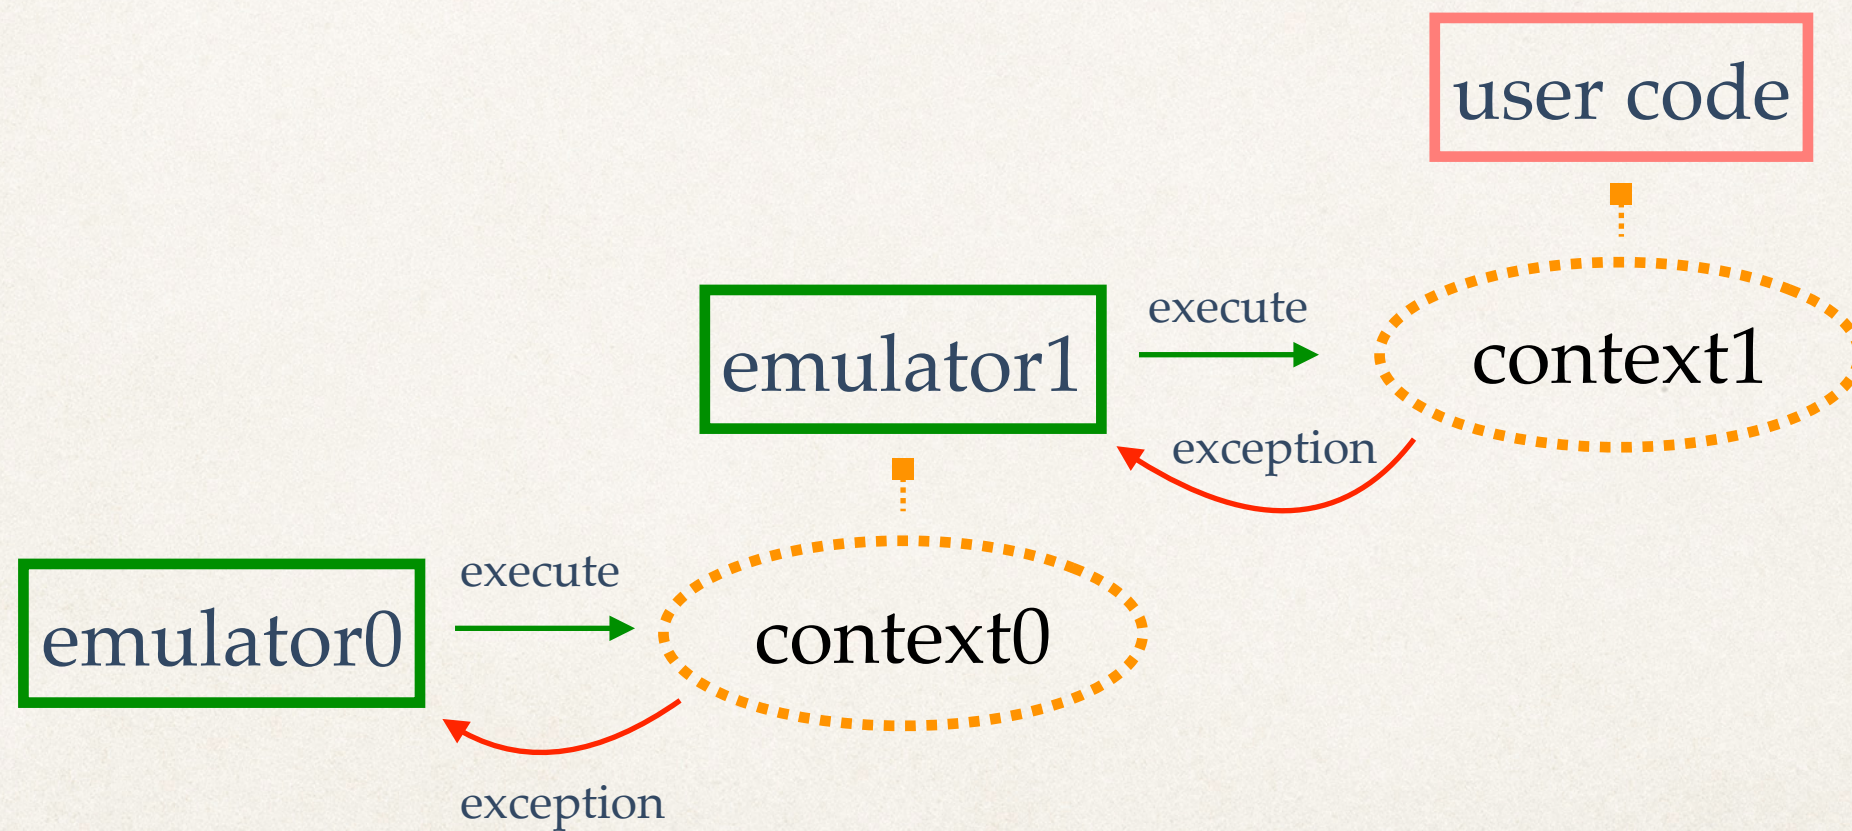 user code
execute
emulator1
context1
exception
execute
emulator0
context0
exception